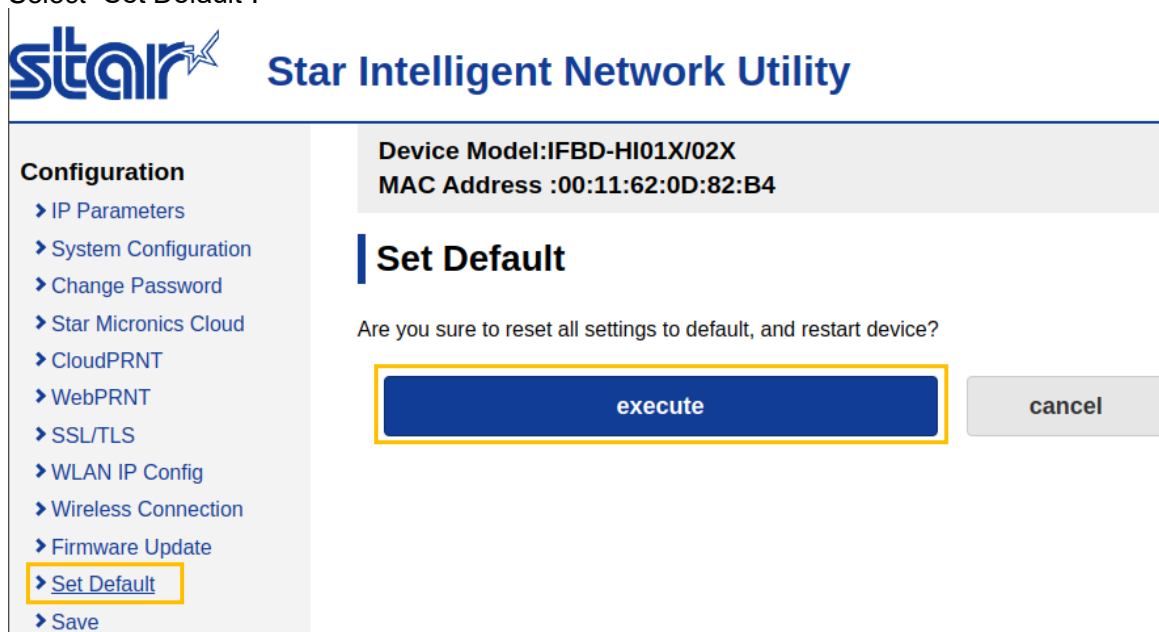 Select "Set Default".
star Star Intelligent Network Utility
Configuration
IP Parameters
System Configuration
Change Password
Star Micronics Cloud
CloudPRNT
WebPRNT
SSL/TLS
WLAN IP Config
Wireless Connection
Firmware Update
Set Default
Save
Device Model:IFBD-HI01X/02X
MAC Address :00:11:62:0D:82:B4
Set Default
Are you sure to reset all settings to default, and restart device?
execute
cancel